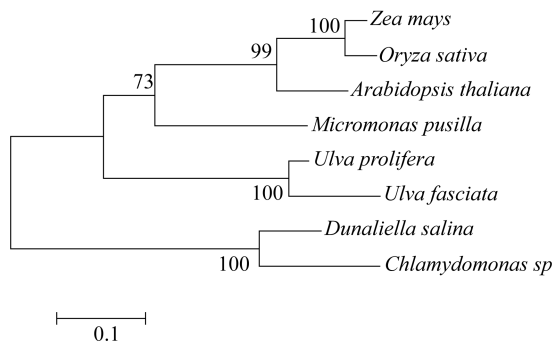 100 Zea mays
99 Oryza sativa
73 Arabidopsis thaliana
Micromonas pusilla
Ulva prolifera
100 Ulva fasciata
Dunaliella salina
100 Chlamydomonas sp
0.1